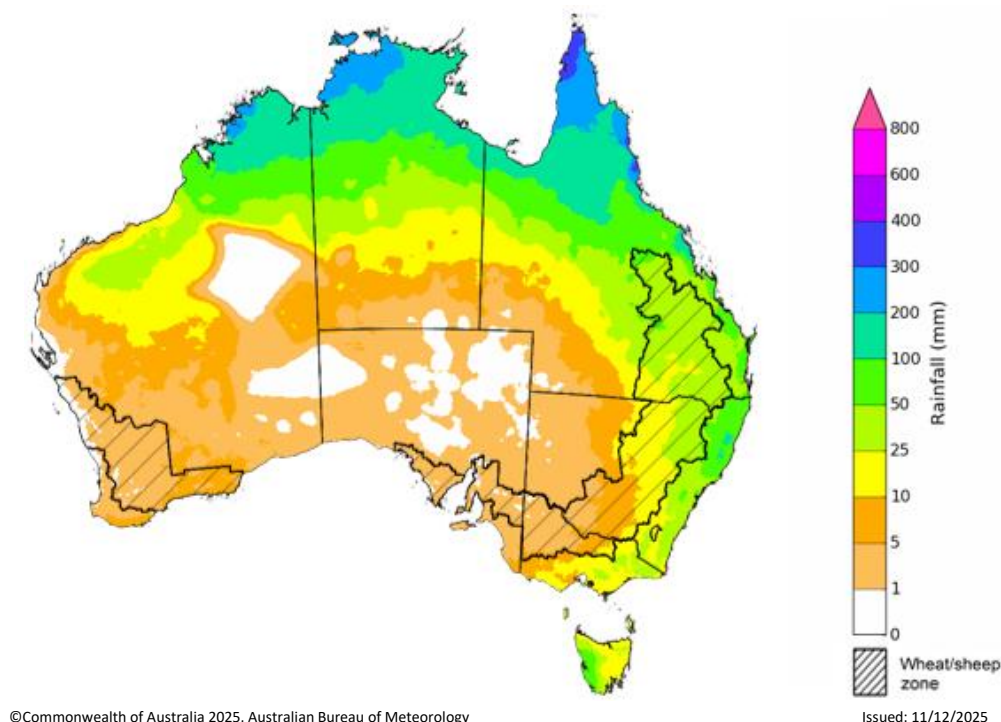 800
600
400
300
200
100
50
25
10
5
1
0
Rainfall (mm)
Wheat/sheep
zone
©Commonwealth of Australia 2025. Australian Bureau of Meteorology
Issued: 11/12/2025